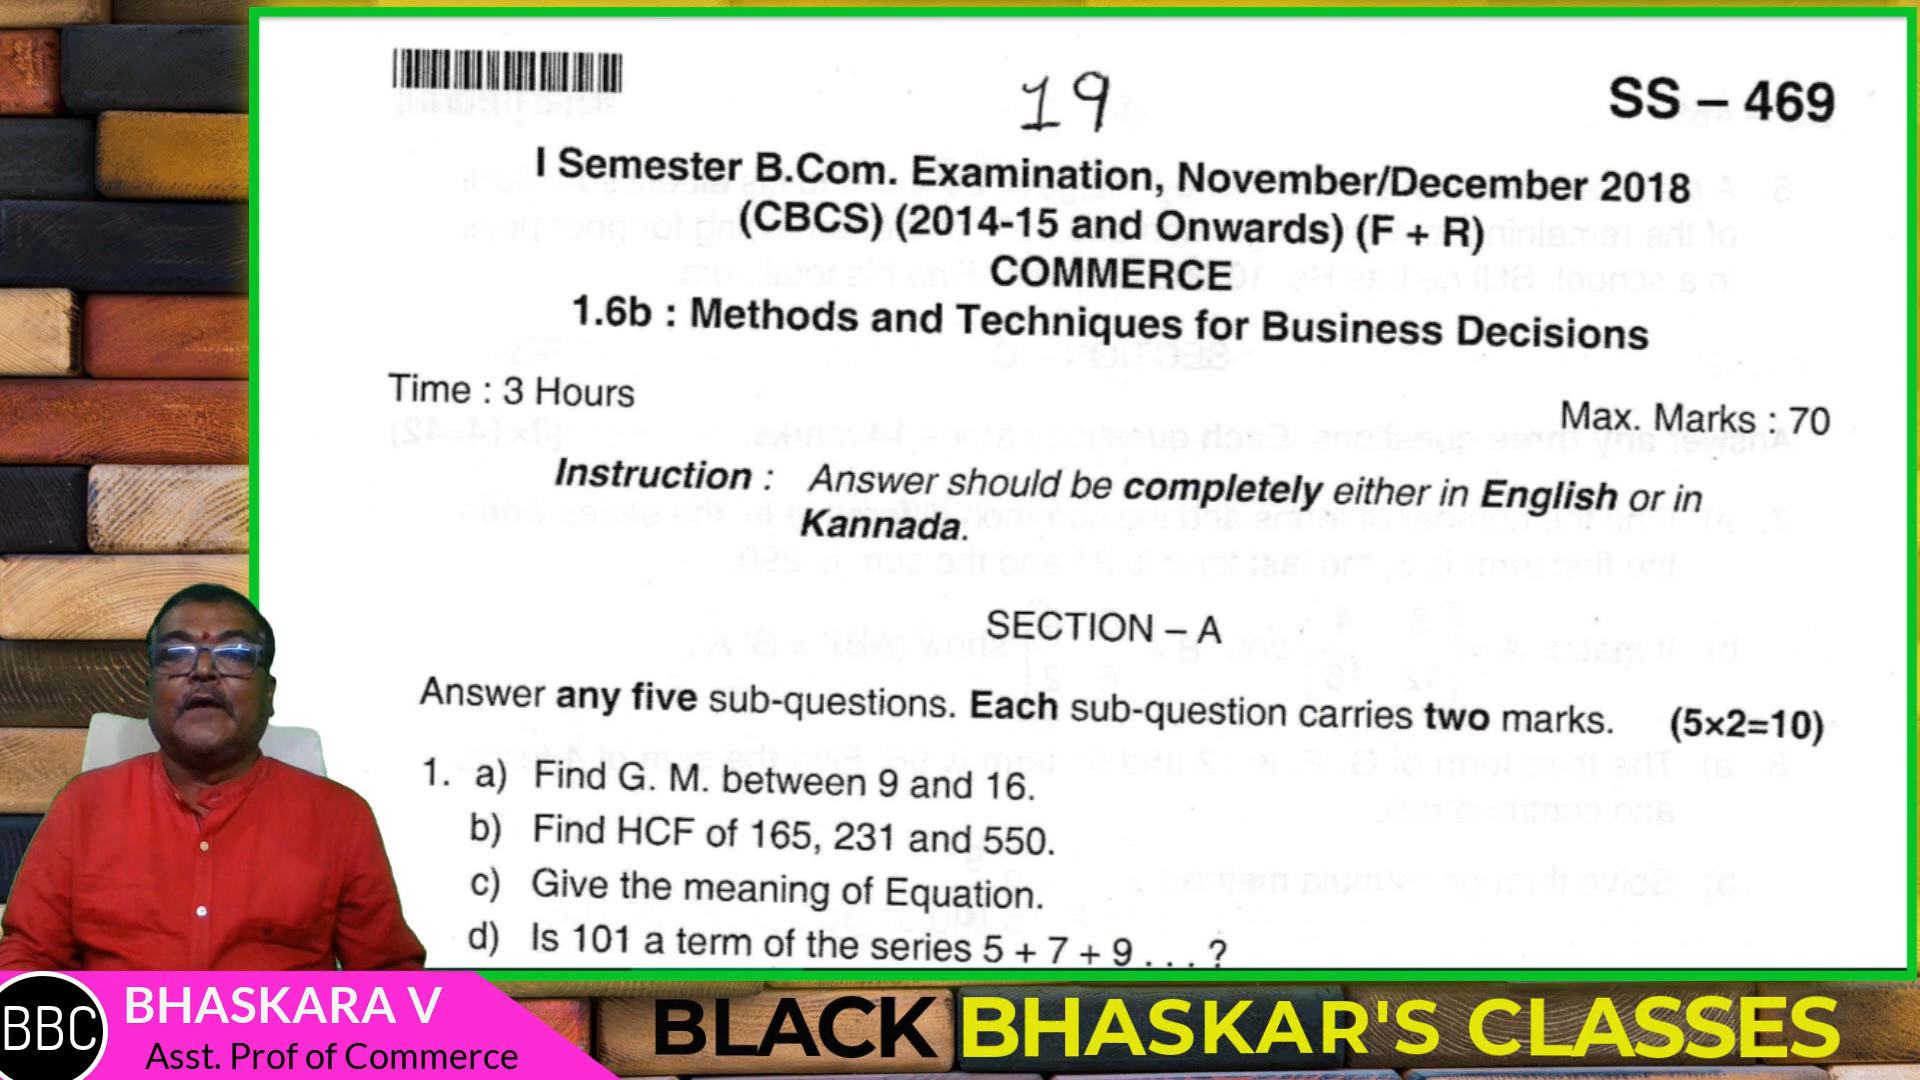 19
SS – 469
I Semester B.Com. Examination, November/December 2018
(CBCS) (2014-15 and Onwards) (F + R)
COMMERCE
1.6b : Methods and Techniques for Business Decisions
Time : 3 Hours
Max. Marks : 70
Instruction : Answer should be completely either in English or in
Kannada.
SECTION – A
Answer any five sub-questions. Each sub-question carries two marks. (5×2=10)
1. a) Find G. M. between 9 and 16.
b) Find HCF of 165, 231 and 550.
c) Give the meaning of Equation.
d) Is 101 a term of the series 5 + 7 + 9 . . . ?
BBC
BHASKARA V
Asst. Prof of Commerce
BLACK BHASKAR'S CLASSES